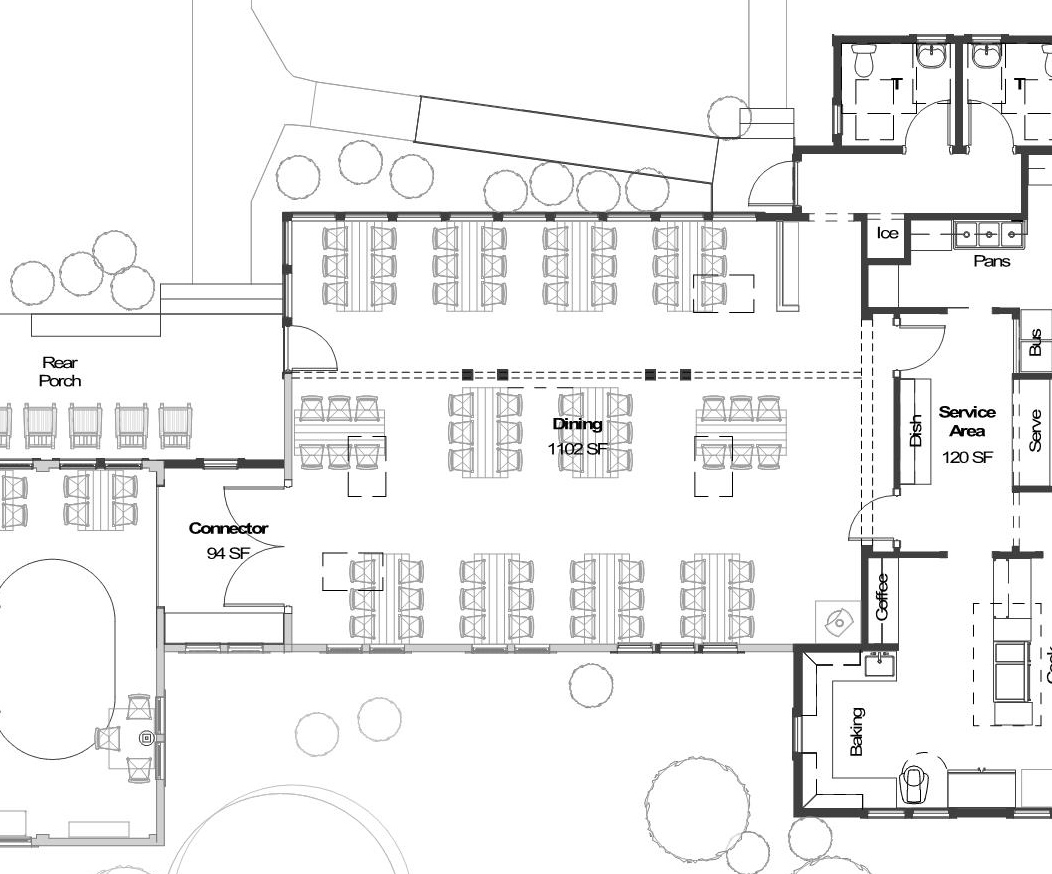 T
T
Ice
Pans
Rear
Porch
Bus
Dining
1102 SF
Dish
Service
Area
120 SF
Serve
Connector
94 SF
Coffee
Baking